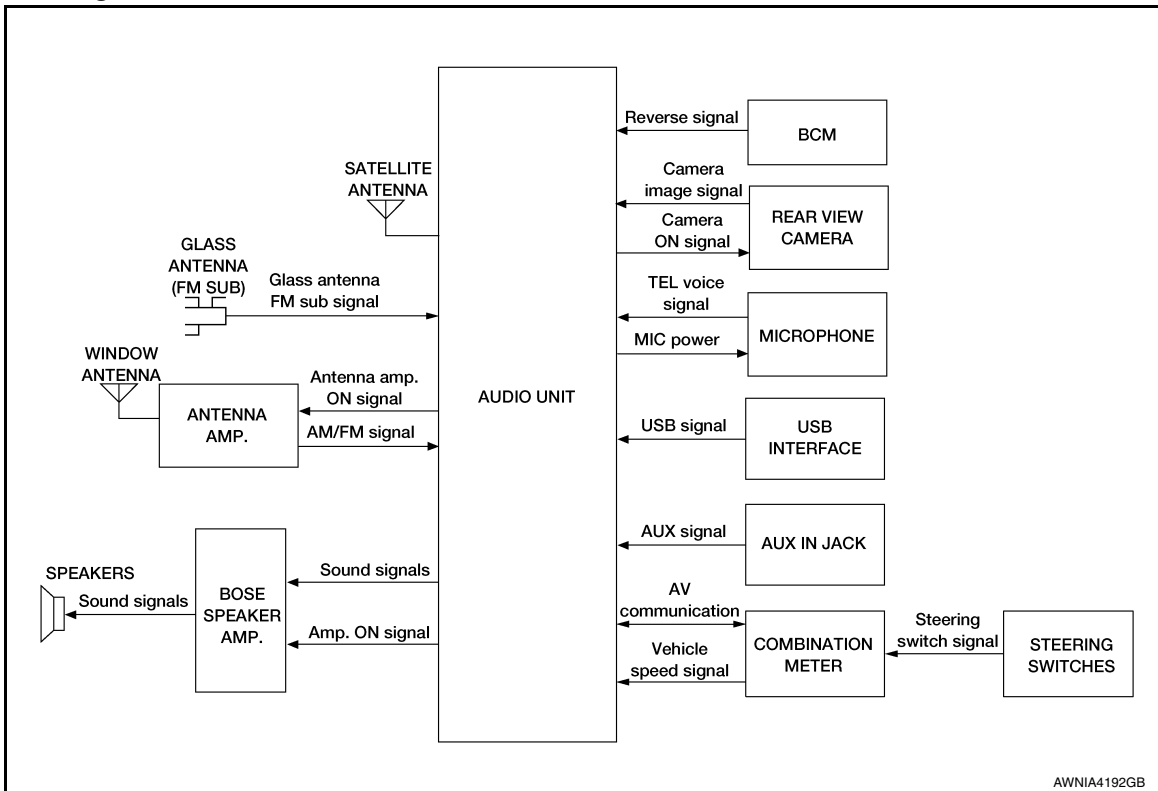 SATELLITE
ANTENNA
GLASS
ANTENNA
(FM SUB)
Glass antenna
FM sub signal
WINDOW
ANTENNA
ANTENNA
AMP.
Antenna amp.
ON signal
AM/FM signal
SPEAKERS
Sound signals
BOSE
SPEAKER
AMP.
Sound signals
Amp. ON signal
AUDIO UNIT
Reverse signal
BCM
Camera
image signal
Camera
ON signal
REAR VIEW
CAMERA
TEL voice
signal
MIC power
MICROPHONE
USB signal
USB
INTERFACE
AUX signal
AUX IN JACK
AV
communication
Vehicle
speed signal
COMBINATION
METER
Steering
switch signal
STEERING
SWITCHES
AWNIA4192GB